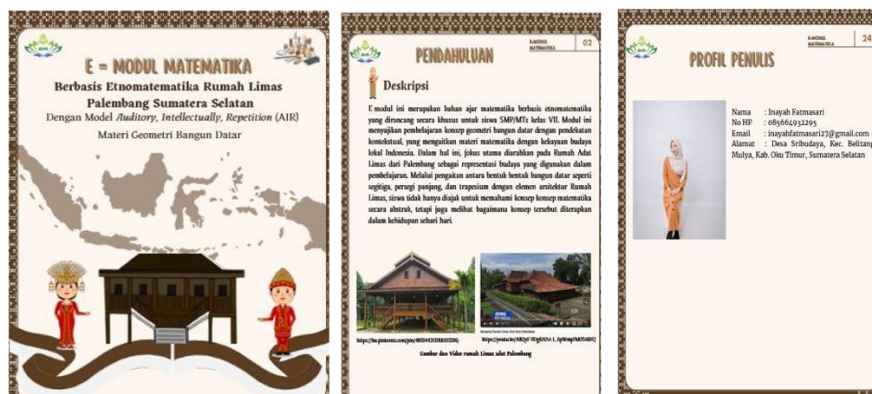 E = MODUL MATEMATIKA
Berbasis Etnomatematika Rumah Limas
Palembang Sumatera Selatan
Dengan Model Auditory, Intellectually, Repetition (AIR)
Materi Geometri Bangun Datar
E-MODUL
MATEMATIKA
02
PENDAHULUAN
Deskripsi
E modul ini merupakan bahan ajar matematika berbasis etnomatematika
yang dirancang secara khusus untuk siswa SMP/MTs kelas VII. Modul ini
menyajikan pembelajaran konsep geometri bangun datar dengan pendekatan
kontekstual, yang mengaitkan materi matematika dengan kekayaan budaya
lokal Indonesia. Dalam hal ini, fokus utama diarahkan pada Rumah Adat
Limas dari Palembang sebagai representasi budaya yang digunakan dalam
pembelajaran. Melalui pengaitan antara bentuk bentuk bangun datar seperti
segitiga, persegi panjang, dan trapesium dengan elemen arsitektur Rumah
Limas, siswa tidak hanya diajak untuk memahami konsep konsep matematika
secara abstrak, tetapi juga melihat bagaimana konsep tersebut diterapkan
dalam kehidupan sehari hari.
Gambar dan Video rumah Limas adat Palembang
E-MODUL
MATEMATIKA
24
PROFIL PENULIS
Nama : Inayah Fatmasari
No HP : 085664932295
Email : inayahfatmasari27@gmail.com
Alamat : Desa Sribudaya, Kec. Belitang
Mulya, Kab. Oku Timur, Sumatera Selatan